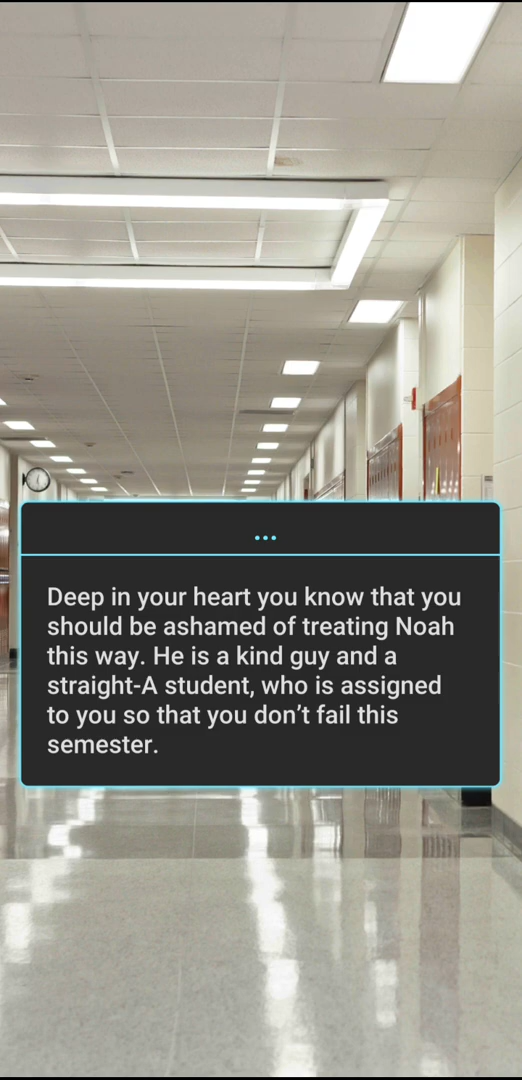 ...
Deep in your heart you know that you
should be ashamed of treating Noah
this way. He is a kind guy and a
straight-A student, who is assigned
to you so that you don’t fail this
semester.